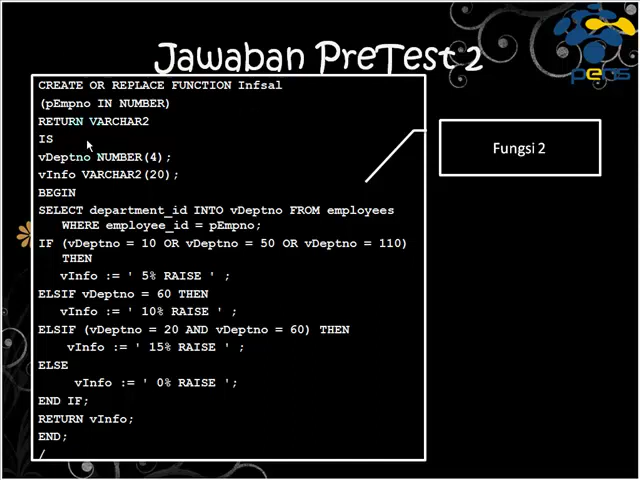 Jawaban PreTest 2
pens
CREATE OR REPLACE FUNCTION Infsal
(pEmpno IN NUMBER)
RETURN VARCHAR2
IS
vDeptno NUMBER(4);
vInfo VARCHAR2(20);
BEGIN
SELECT department_id INTO vDeptno FROM employees
WHERE employee_id = pEmpno;
IF (vDeptno = 10 OR vDeptno = 50 OR vDeptno = 110)
THEN
vInfo := ' 5% RAISE ' ;
ELSIF vDeptno = 60 THEN
vInfo := ' 10% RAISE ' ;
ELSIF (vDeptno = 20 AND vDeptno = 60) THEN
vInfo := ' 15% RAISE ' ;
ELSE
vInfo := ' 0% RAISE ';
END IF;
RETURN vInfo;
END;
/
Fungsi 2